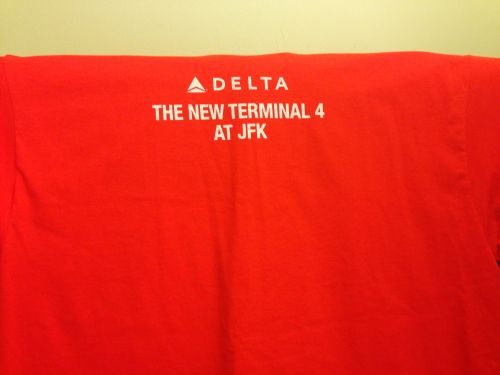 DELTA
THE NEW TERMINAL 4
AT JFK